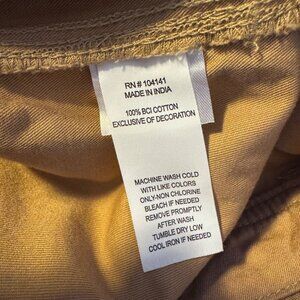 RN # 104141
MADE IN INDIA
100% BCI COTTON
EXCLUSIVE OF DECORATION
MACHINE WASH COLD
WITH LIKE COLORS
ONLY-NON CHLORINE
BLEACH IF NEEDED
REMOVE PROMPTLY
AFTER WASH
TUMBLE DRY LOW
COOL IRON IF NEEDED